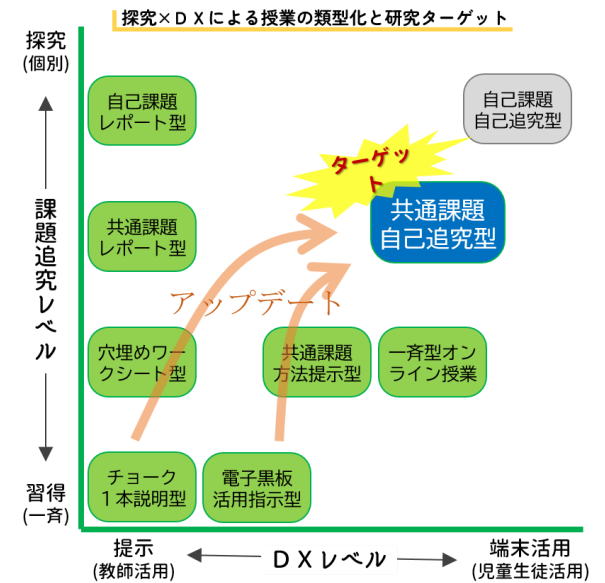 探究×ＤＸによる授業の類型化と研究ターゲット
探究
(個別)
自己課題
レポート型
自己課題
自己追究型
ターゲッ
ト
共通課題
自己追究型
共通課題
レポート型
課題追究レベル
アップデート
穴埋めワー
クシート型
共通課題
方法提示型
一斉型オン
ライン授業
チョーク
１本説明型
電子黒板
活用指示型
習得
(一斉)
提示
(教師活用)
ＤＸレベル
端末活用
(児童生徒活用)